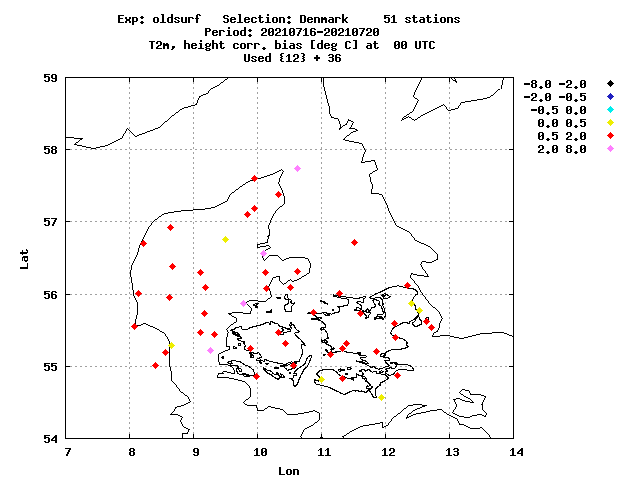 Exp: oldsurf   Selection: Denmark     51 stations
Period: 20210716-20210720
T2m, height corr. bias [deg C] at  00 UTC
Used {12} + 36
-8.0 -2.0
-2.0 -0.5
-0.5 0.0
0.0 0.5
0.5 2.0
2.0 8.0
59
58
57
56
55
54
Lat
7 8 9 10 11 12 13 14
Lon